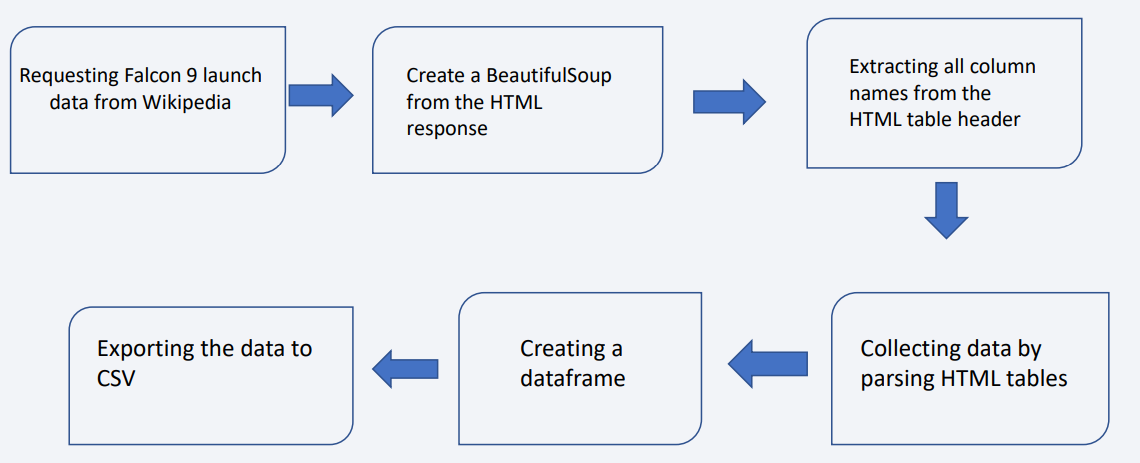 Requesting Falcon 9 launch
data from Wikipedia
Create a BeautifulSoup
from the HTML
response
Extracting all column
names from the
HTML table header
Collecting data by
parsing HTML tables
Creating a
dataframe
Exporting the data to
CSV